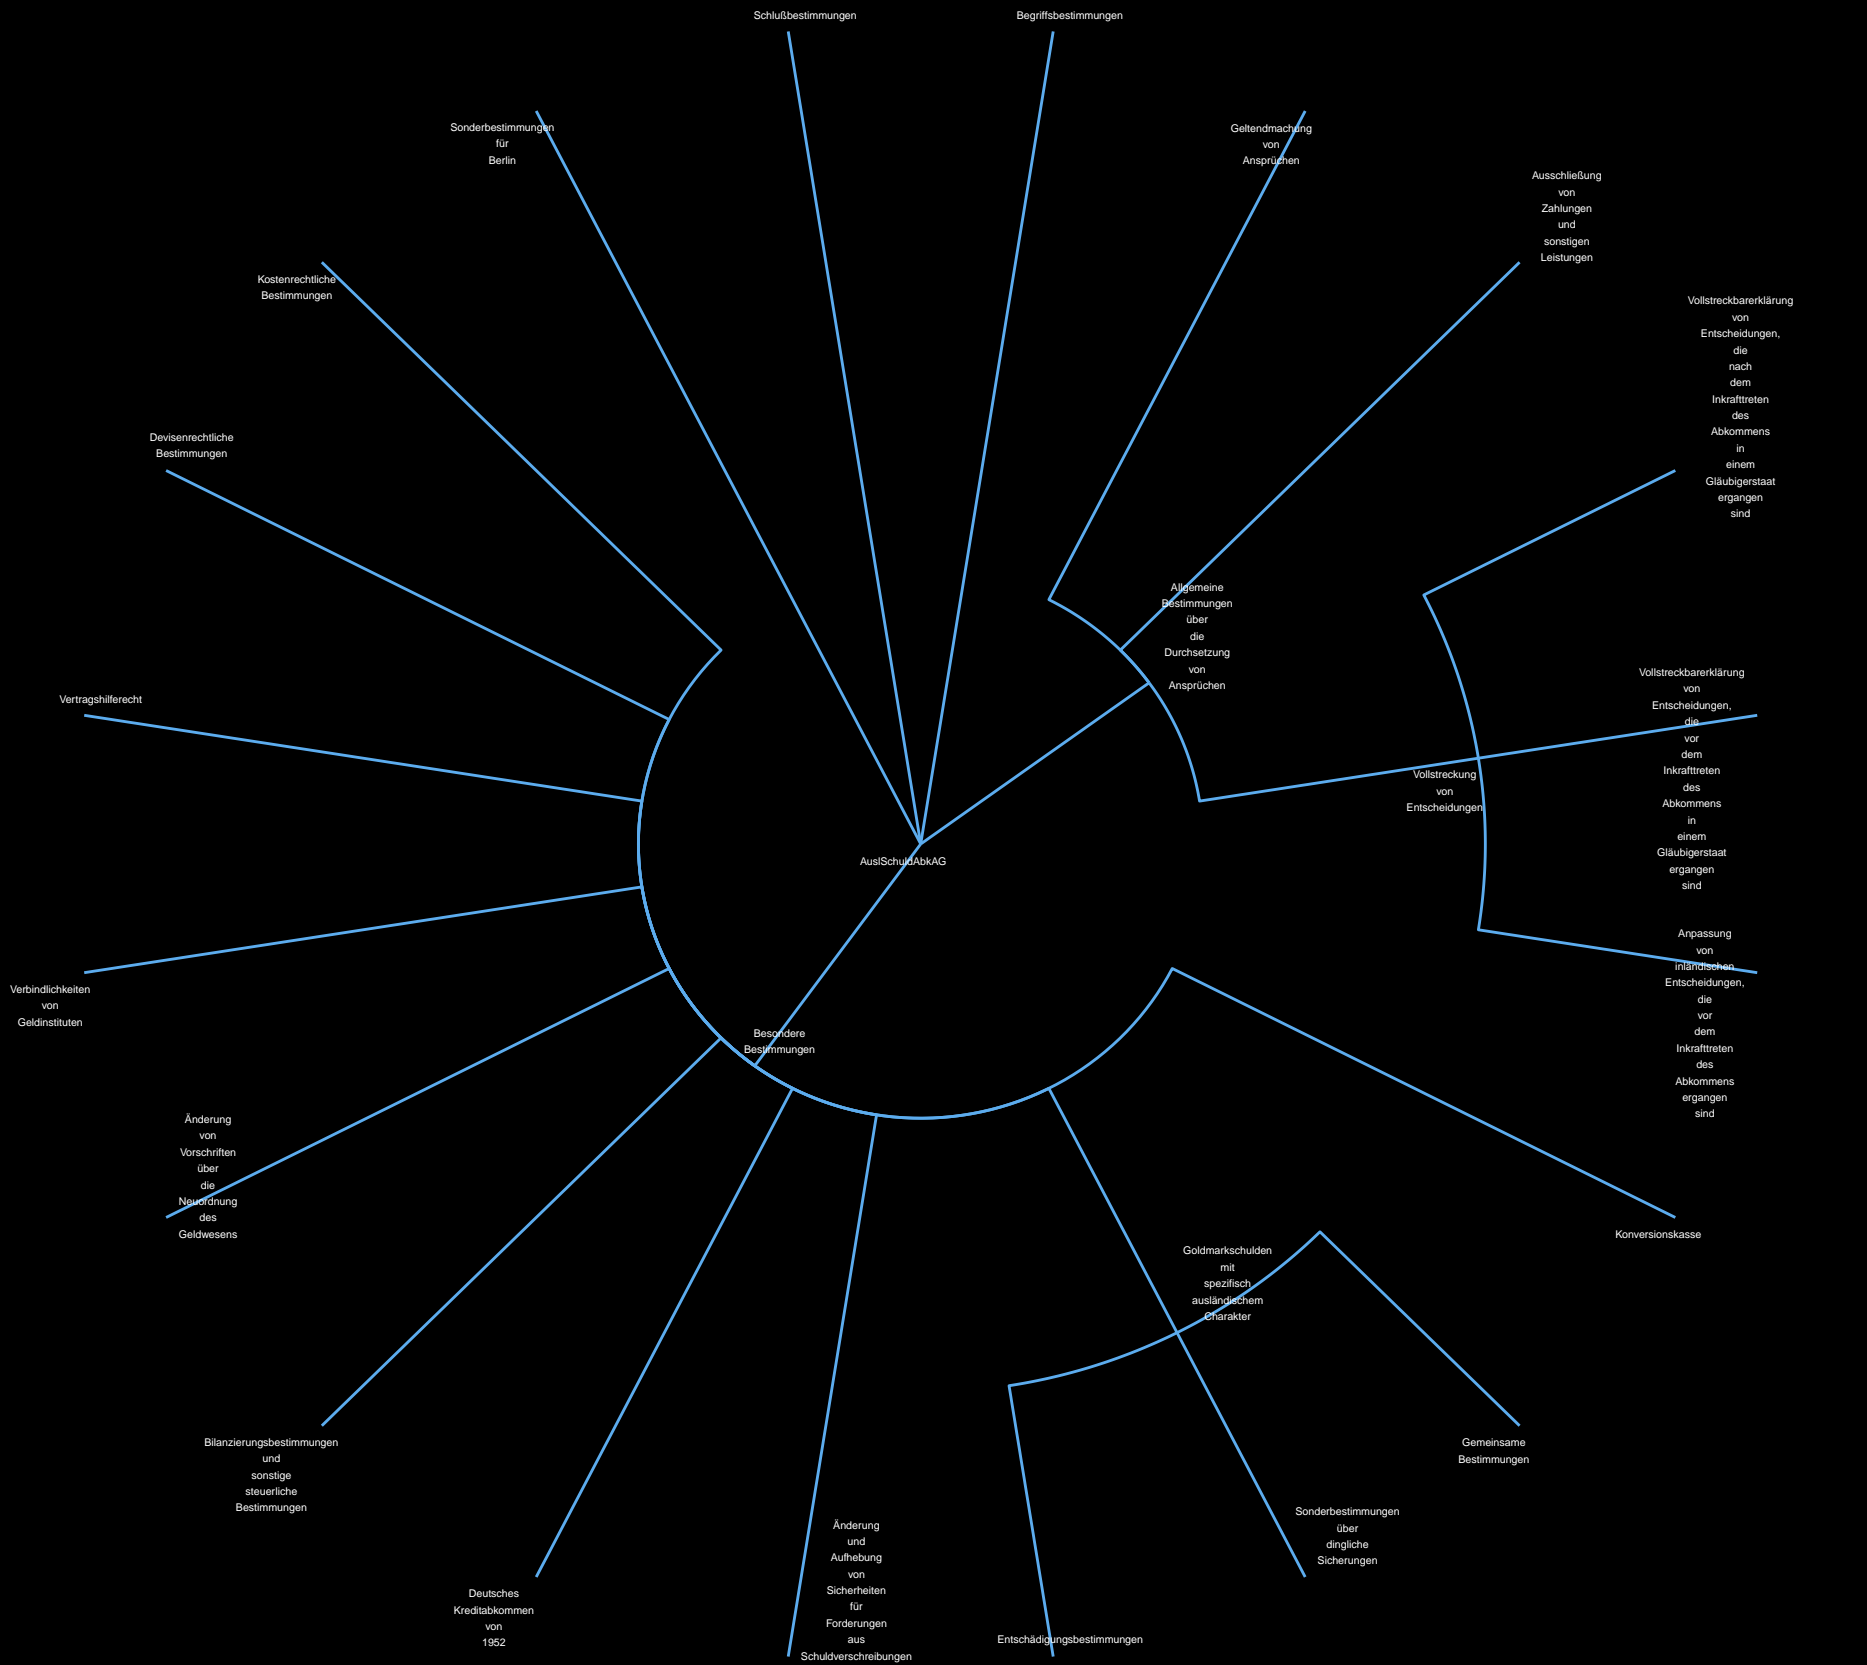 Schlußbestimmungen
Begriffsbestimmungen
Sonderbestimmungen
für
Berlin
Geltendmachung
von
Ansprüchen
Ausschließung
von
Zahlungen
und
sonstigen
Leistungen
Kostenrechtliche
Bestimmungen
Vollstreckbarerklärung
von
Entscheidungen,
die
nach
dem
Inkrafttreten
des
Abkommens
in
einem
Gläubigerstaat
ergangen
sind
Devisenrechtliche
Bestimmungen
Allgemeine
Bestimmungen
über
die
Durchsetzung
von
Ansprüchen
Vertragshilferecht
Vollstreckbarerklärung
von
Entscheidungen,
die
vor
dem
Inkrafttreten
des
Abkommens
in
einem
Gläubigerstaat
ergangen
sind
Vollstreckung
von
Entscheidungen
AuslSchuldAbkAG
Anpassung
von
inländischen
Entscheidungen,
die
vor
dem
Inkrafttreten
des
Abkommens
ergangen
sind
Verbindlichkeiten
von
Geldinstituten
Besondere
Bestimmungen
Änderung
von
Vorschriften
über
die
Neuordnung
des
Geldwesens
Konversionskasse
Goldmarkschulden
mit
spezifisch
ausländischem
Charakter
Bilanzierungsbestimmungen
und
sonstige
steuerliche
Bestimmungen
Gemeinsame
Bestimmungen
Sonderbestimmungen
über
dingliche
Sicherungen
Änderung
und
Aufhebung
von
Sicherheiten
für
Forderungen
aus
Schuldverschreibungen
Deutsches
Kreditabkommen
von
1952
Entschädigungsbestimmungen